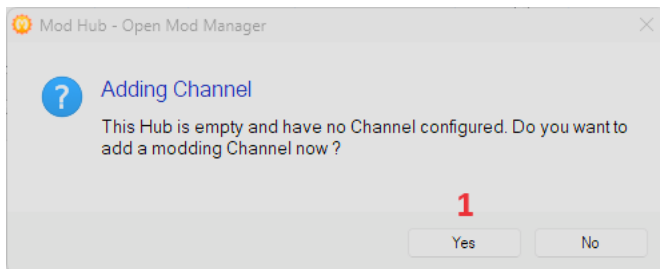 Mod Hub - Open Mod Manager
?
Adding Channel
This Hub is empty and have no Channel configured. Do you want to
add a modding Channel now ?
1
Yes No